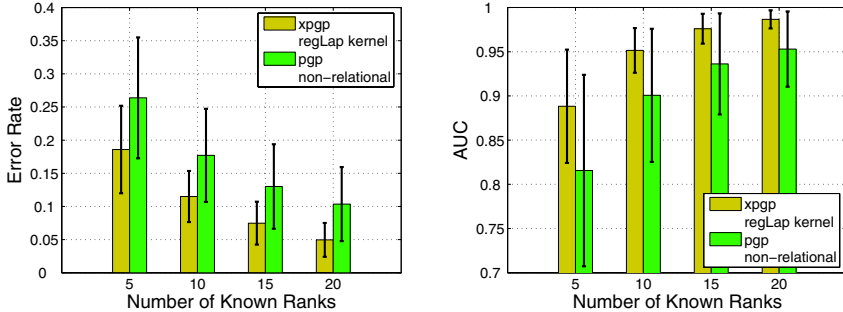 0.4
0.35
0.3
0.25
0.2
0.15
0.1
0.05
0
Error Rate
5 10 15 20
Number of Known Ranks
xpgp
regLap kernel
pgp
non−relational
1
0.95
0.9
0.85
0.8
0.75
0.7
AUC
5 10 15 20
Number of Known Ranks
xpgp
regLap kernel
pgp
non−relational